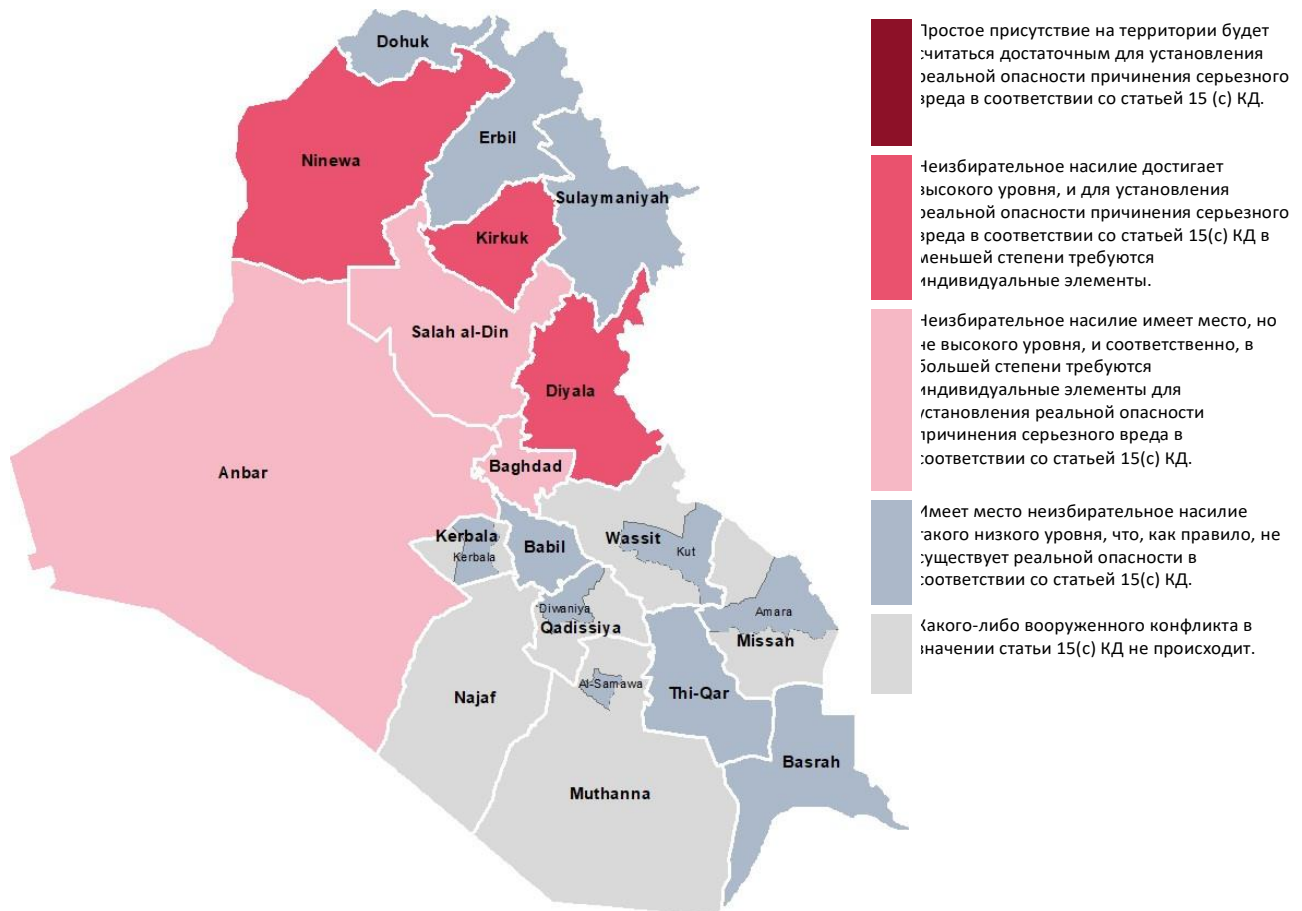 Dohuk
Ninewa
Erbil
Sulaymaniyah
Kirkuk
Salah al-Din
Diyala
Anbar
Baghdad
Kerbala
Kerbala
Babil
Wassit
Kut
Diwaniya
Qadissiya
Amara
Missan
Al-Samawa
Najaf
Thi-Qar
Basrah
Muthanna
Простое присутствие на территории будет
считаться достаточным для установления
реальной опасности причинения серьезного
вреда в соответствии со статьей 15 (с) КД.
Неизбирательное насилие достигает
высокого уровня, и для установления
реальной опасности причинения серьезного
вреда в соответствии со статьей 15(с) КД в
меньшей степени требуются
индивидуальные элементы.
Неизбирательное насилие имеет место, но
не высокого уровня, и соответственно, в
большей степени требуются
индивидуальные элементы для
установления реальной опасности
причинения серьезного вреда в
соответствии со статьей 15(с) КД.
Имеет место неизбирательное насилие
такого низкого уровня, что, как правило, не
существует реальной опасности в
соответствии со статьей 15(с) КД.
Какого-либо вооруженного конфликта в
значении статьи 15(с) КД не происходит.